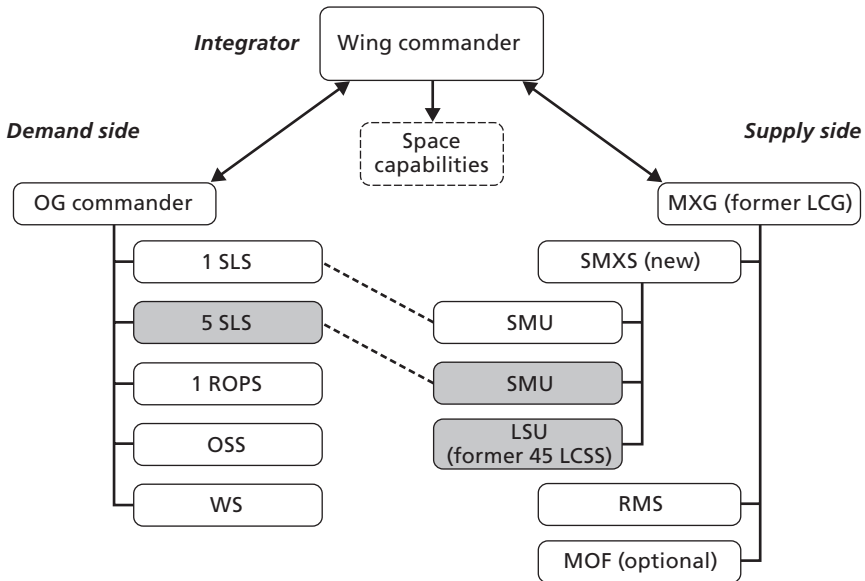 Integrator
Wing commander
Demand side
Space
capabilities
Supply side
OG commander
MXG (former LCG)
1 SLS
SMXS (new)
5 SLS
SMU
1 ROPS
SMU
OSS
LSU
(former 45 LCSS)
WS
RMS
MOF (optional)